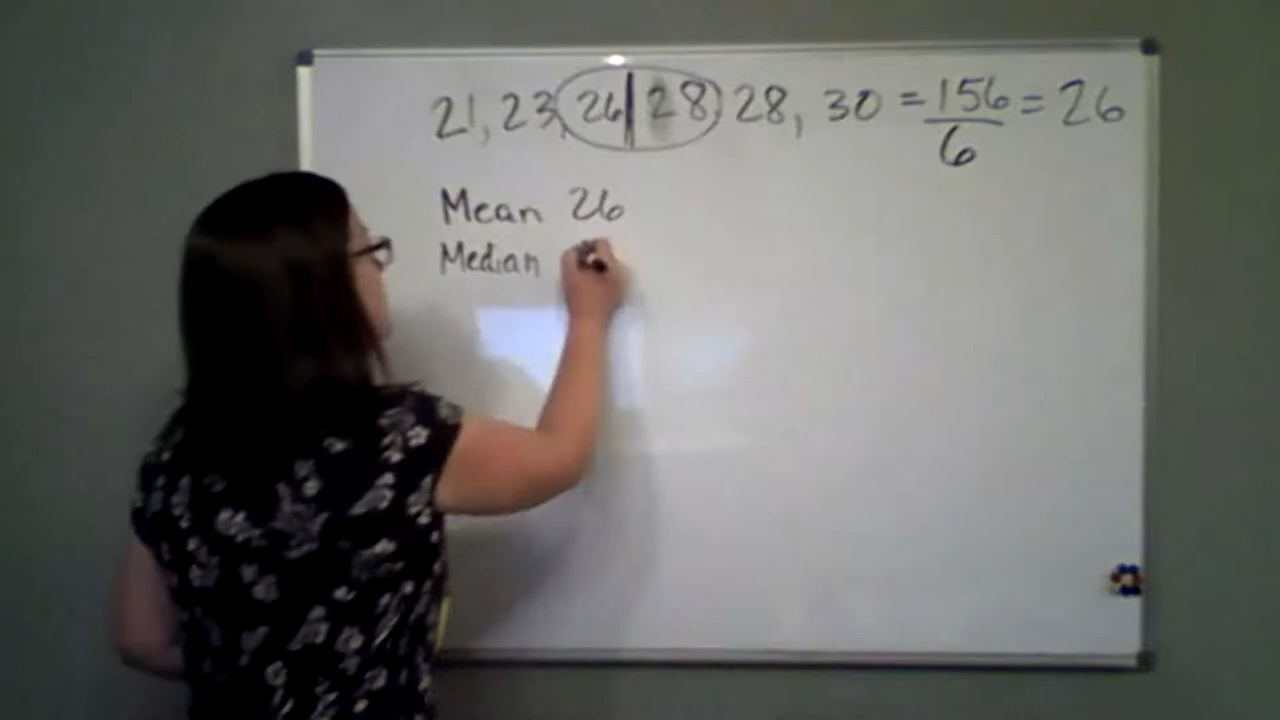 21, 23, 26|28, 28, 30 = 156/6 = 26
Mean 26
Median